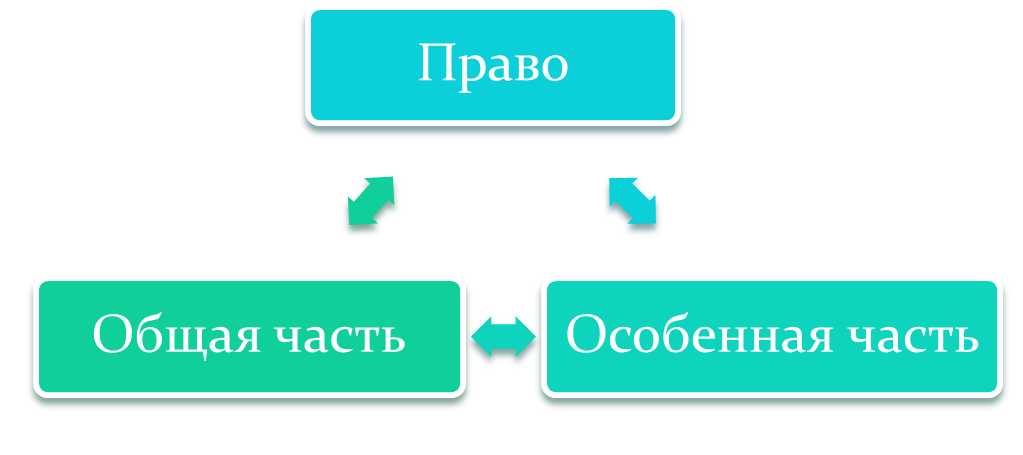 Право
Общая часть
Особенная часть